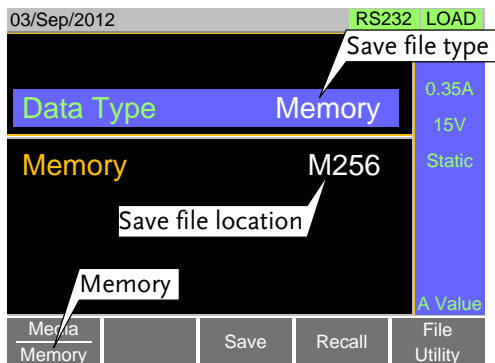 03/Sep/2012 RS232 LOAD
Save file type
Data Type Memory
0.35A
15V
Memory M256
Static
Save file location
Memory
A Value
Media
Memory
Save
Recall
File
Utility